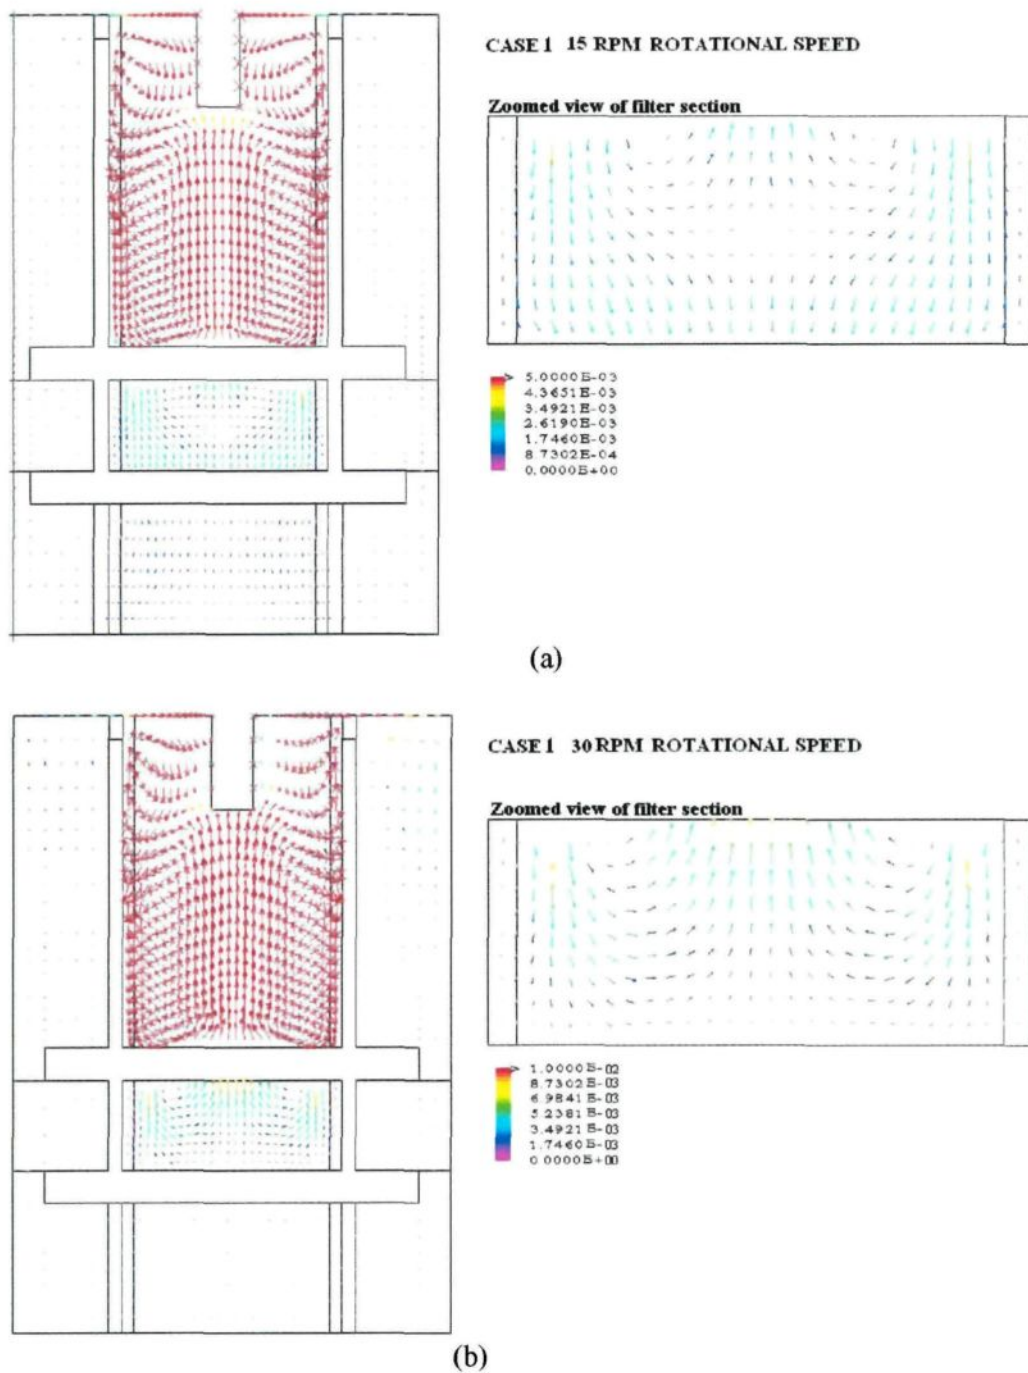 CASE 1 15 RPM ROTATIONAL SPEED
Zoomed view of filter section
5.0000E-03
4.3651E-03
3.4921E-03
2.6190E-03
1.7460E-03
8.7302E-04
0.0000E+00
(a)
CASE 1 30 RPM ROTATIONAL SPEED
Zoomed view of filter section
1.0000E-02
8.7302E-03
6.9841E-03
5.2381E-03
3.4921E-03
1.7460E-03
0.0000E+00
(b)